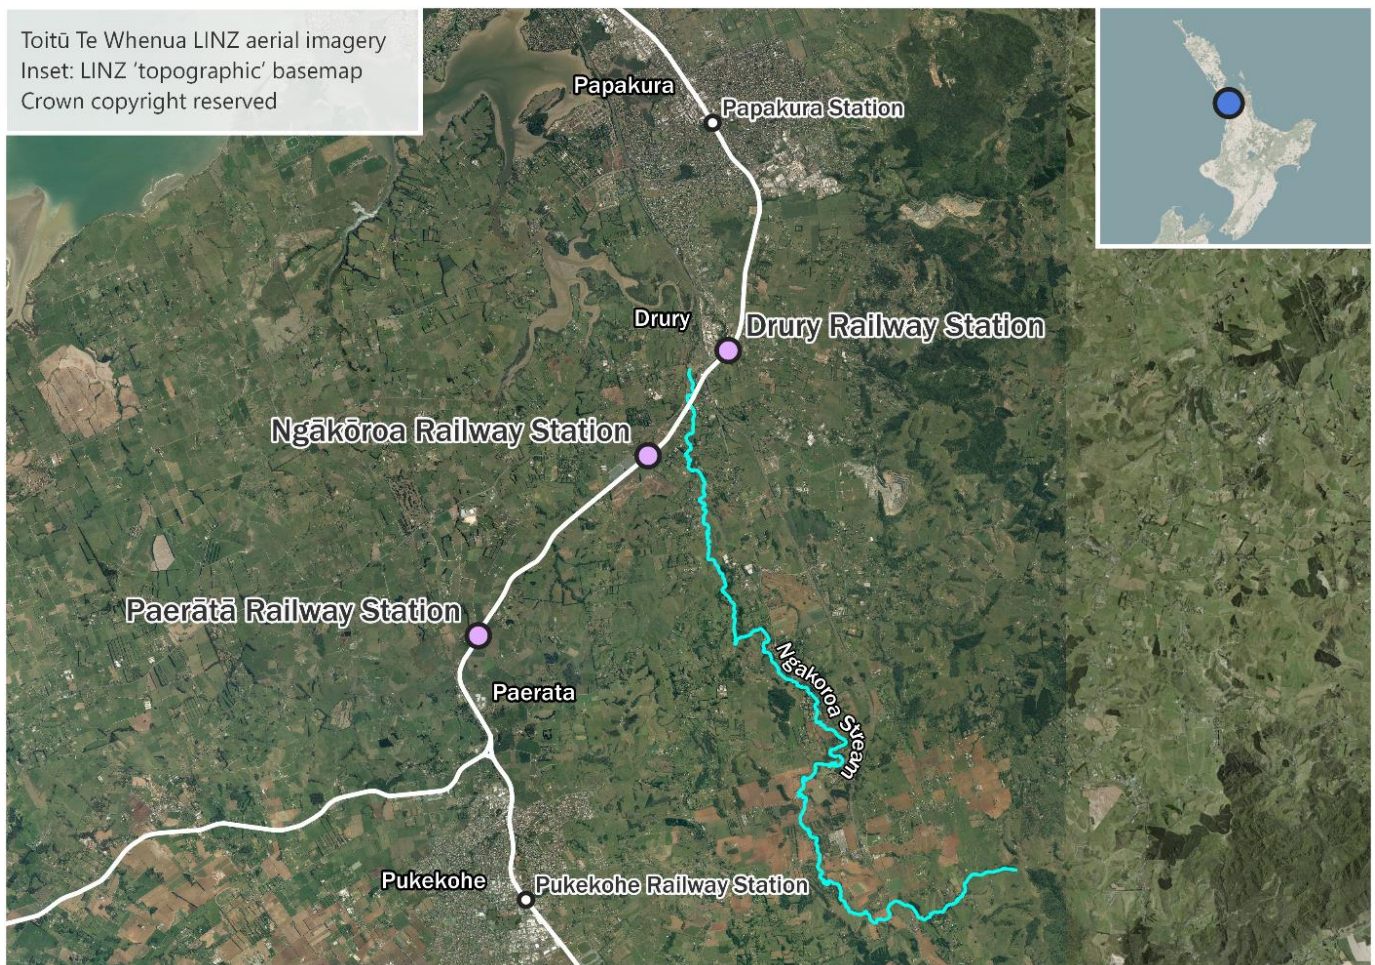 Toitū Te Whenua LINZ aerial imagery
Inset: LINZ 'topographic' basemap
Crown copyright reserved
Papakura
Papakura Station
Drury
Drury Railway Station
Ngākōroa Railway Station
Paerātā Railway Station
Ngakoroa Stream
Paerata
Pukekohe
Pukekohe Railway Station